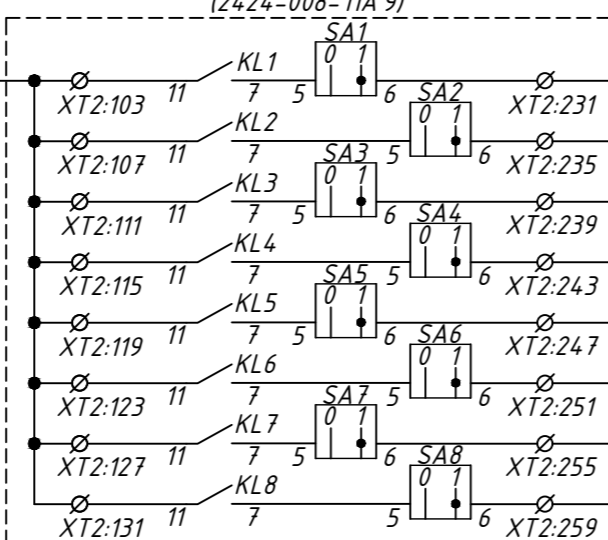 (2424-008-ПА 9)
SA1
0 1
KL1
XT2:103 11 7 5 6 XT2:231
SA2
0 1
KL2
XT2:107 11 7 5 6 XT2:235
SA3
0 1
KL3
XT2:111 11 7 5 6 XT2:239
SA4
0 1
KL4
XT2:115 11 7 5 6 XT2:243
SA5
0 1
KL5
XT2:119 11 7 5 6 XT2:247
SA6
0 1
KL6
XT2:123 11 7 5 6 XT2:251
SA7
0 1
KL7
XT2:127 11 7 5 6 XT2:255
SA8
0 1
KL8
XT2:131 11 7 5 6 XT2:259